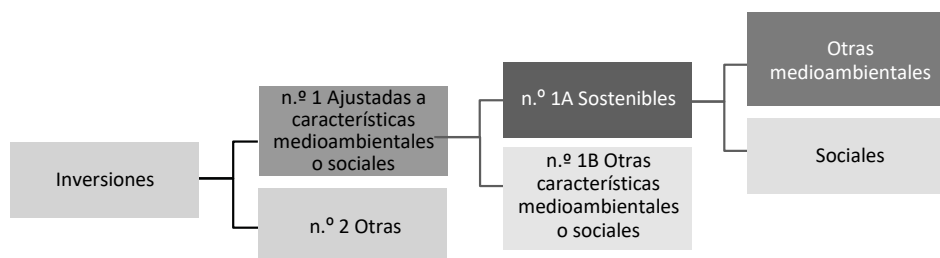 Inversiones
n.º 1 Ajustadas a
características
medioambientales
o sociales
n.º 2 Otras
n.º 1A Sostenibles
n.º 1B Otras
características
medioambientales
o sociales
Otras
medioambientales
Sociales